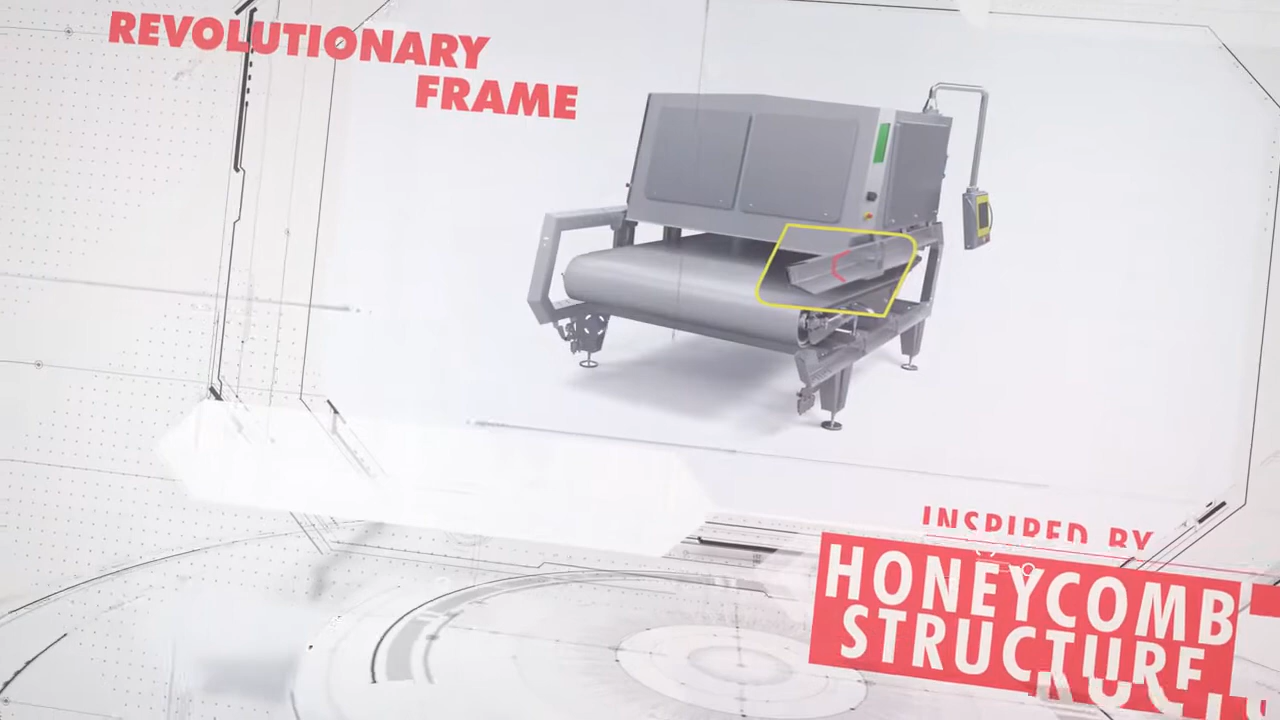 REVOLUTIONARY
FRAME
INSPIRED BY
HONEYCOMB
STRUCTURE